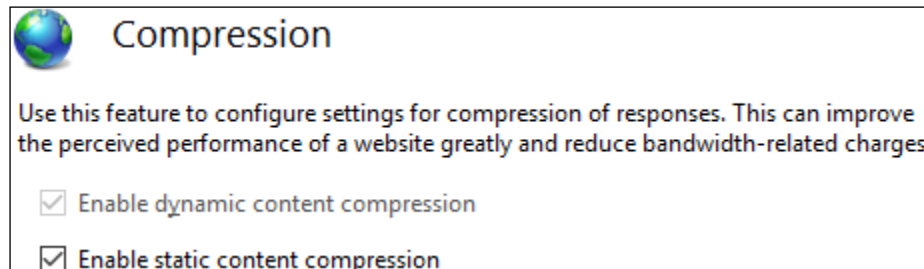 Compression
Use this feature to configure settings for compression of responses. This can improve
the perceived performance of a website greatly and reduce bandwidth-related charges
Enable dynamic content compression
Enable static content compression